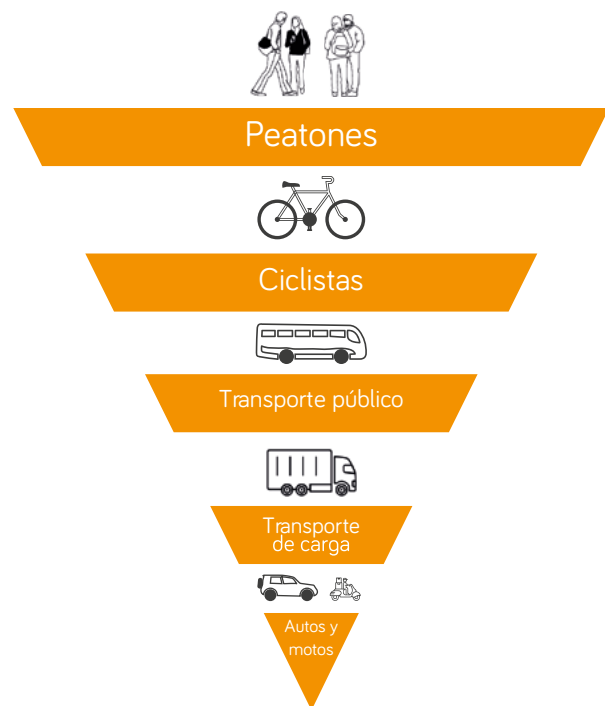 Peatones
Ciclistas
Transporte público
Transporte
de carga
Autos y
motos